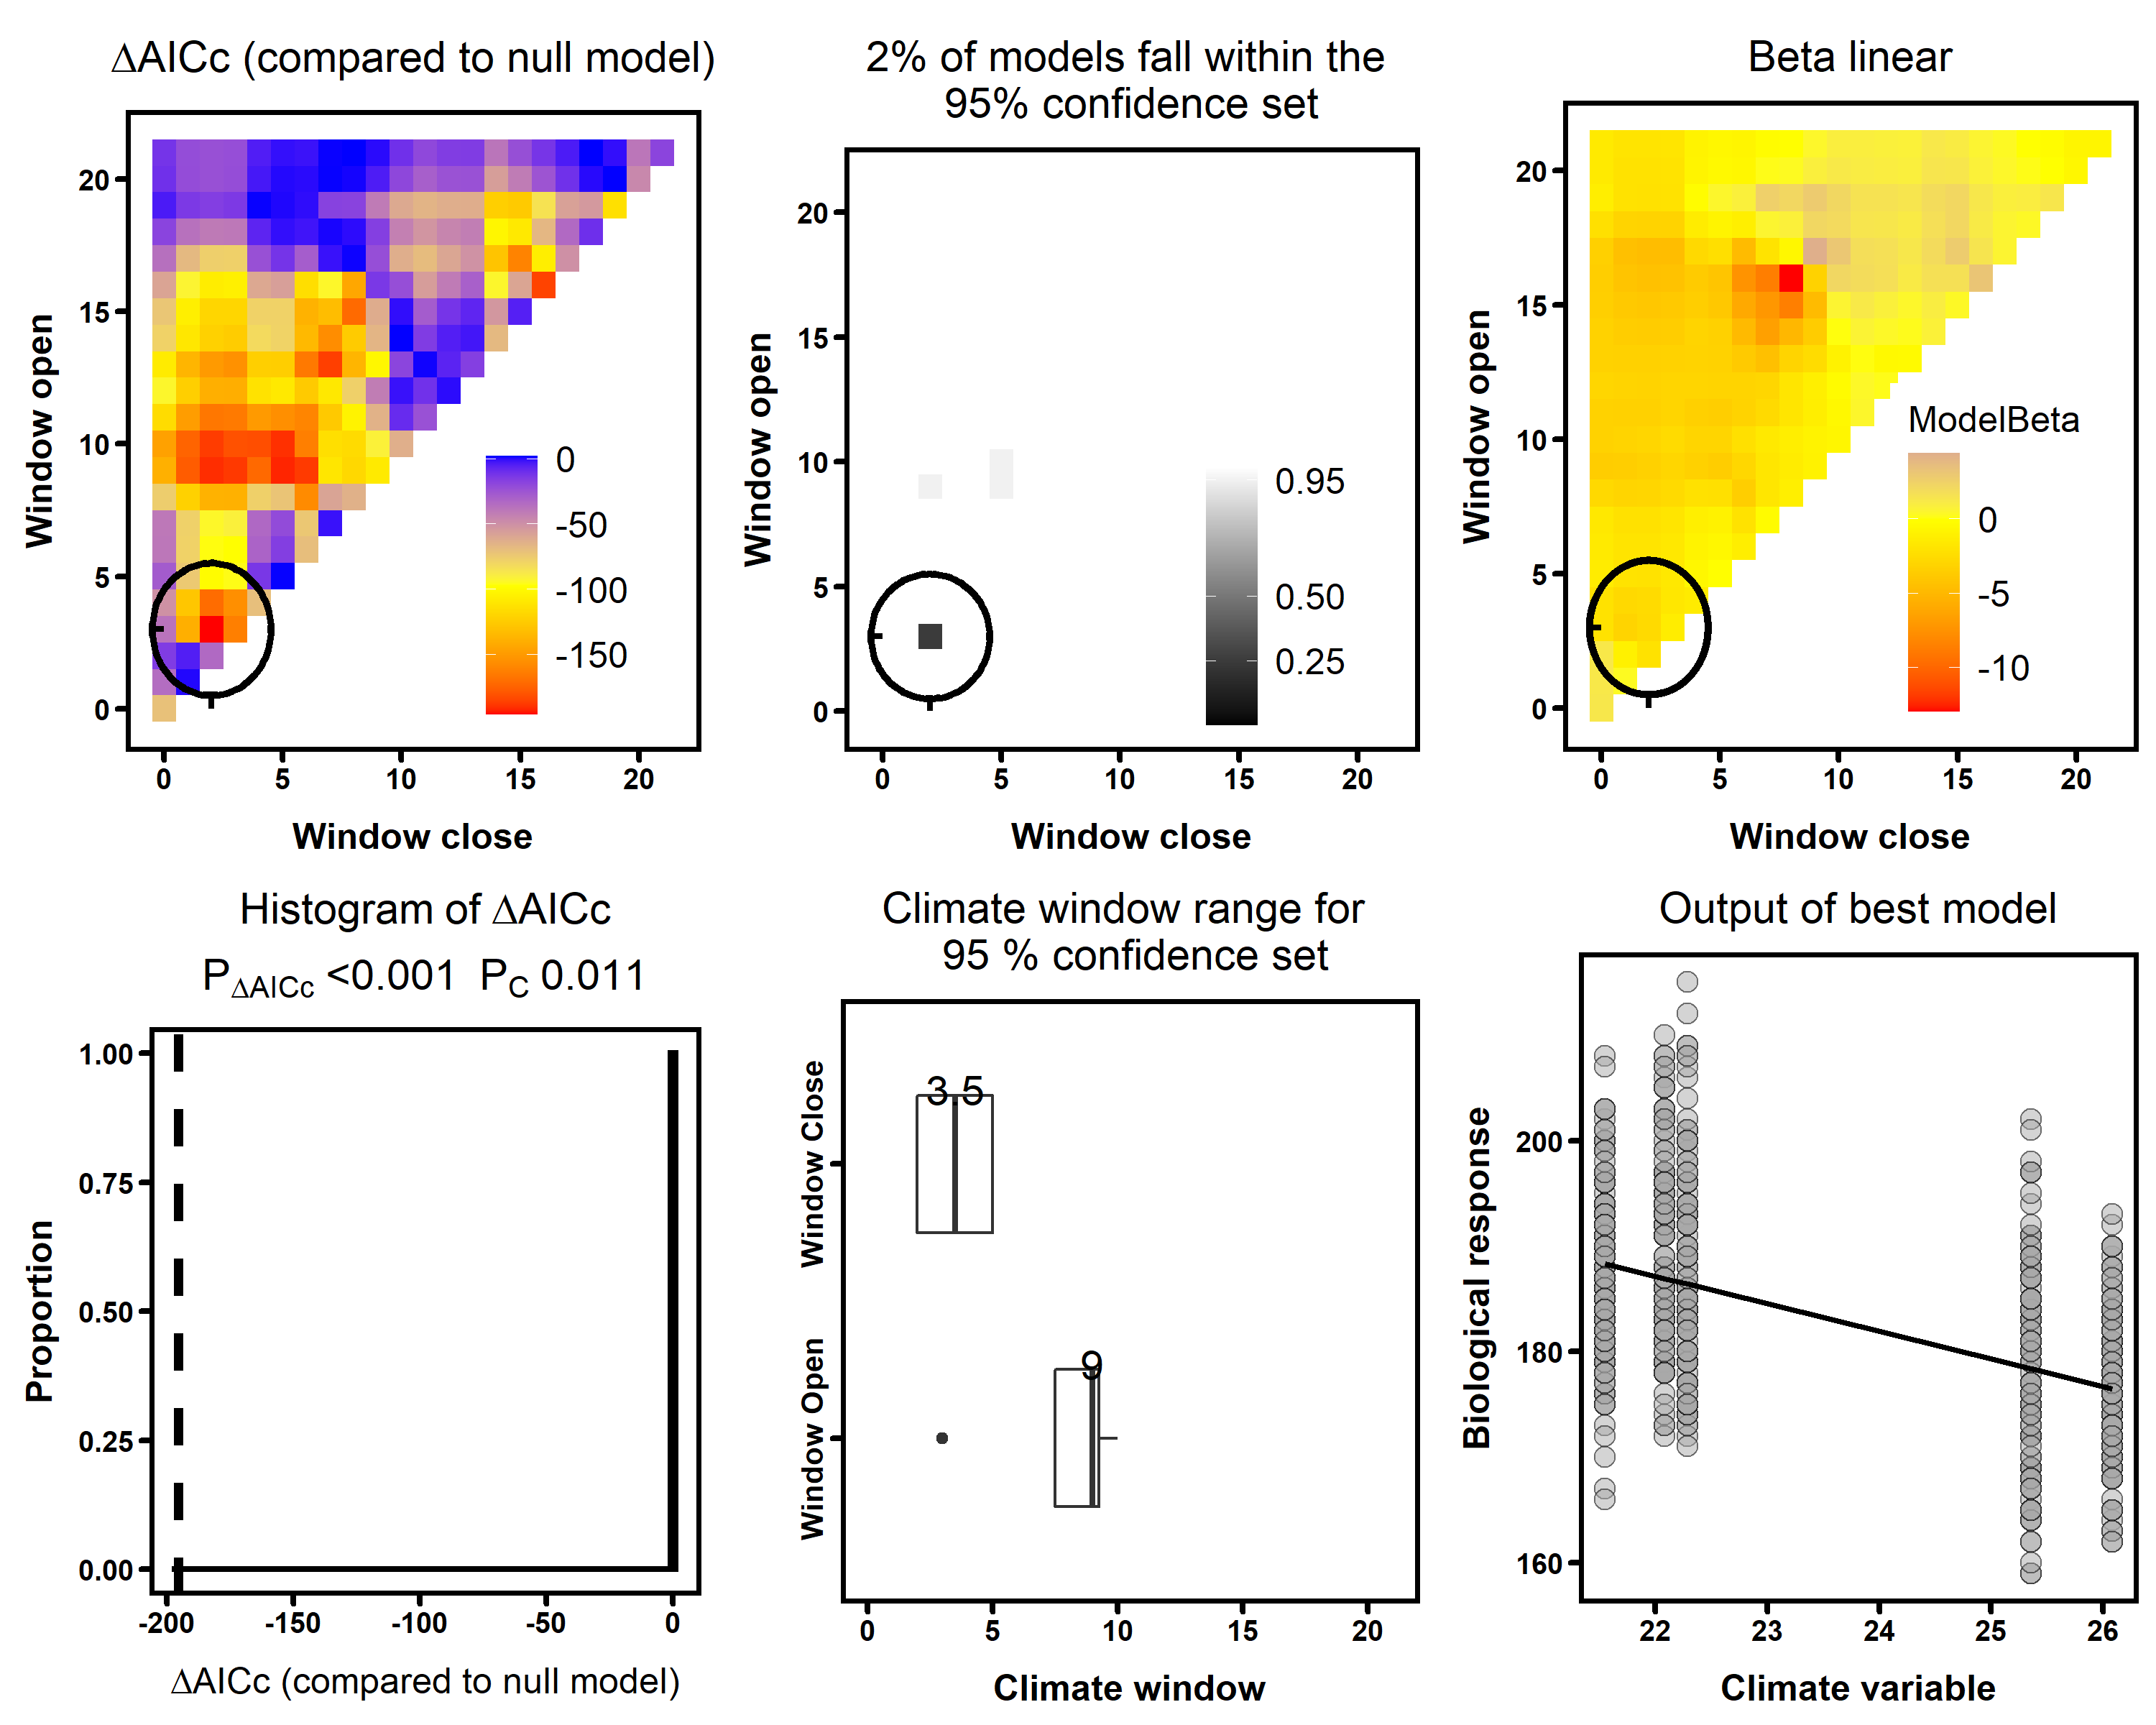 ΔAICc (compared to null model)
Window open
20
15
10
5
0
0
-50
-100
-150
0 5 10 15 20
Window close
2% of models fall within the
95% confidence set
Window open
20
15
10
5
0
0.95
0.50
0.25
0 5 10 15 20
Window close
Beta linear
Window open
20
15
10
5
0
ModelBeta
0
-5
-10
0 5 10 15 20
Window close
Histogram of ΔAICc
PΔAICc <0.001 PC 0.011
Proportion
1.00
0.75
0.50
0.25
0.00
-200 -150 -100 -50 0
ΔAICc (compared to null model)
Climate window range for
95 % confidence set
Window Close
Window Open
3.5
9
0 5 10 15 20
Climate window
Output of best model
Biological response
200
180
160
22 23 24 25 26
Climate variable